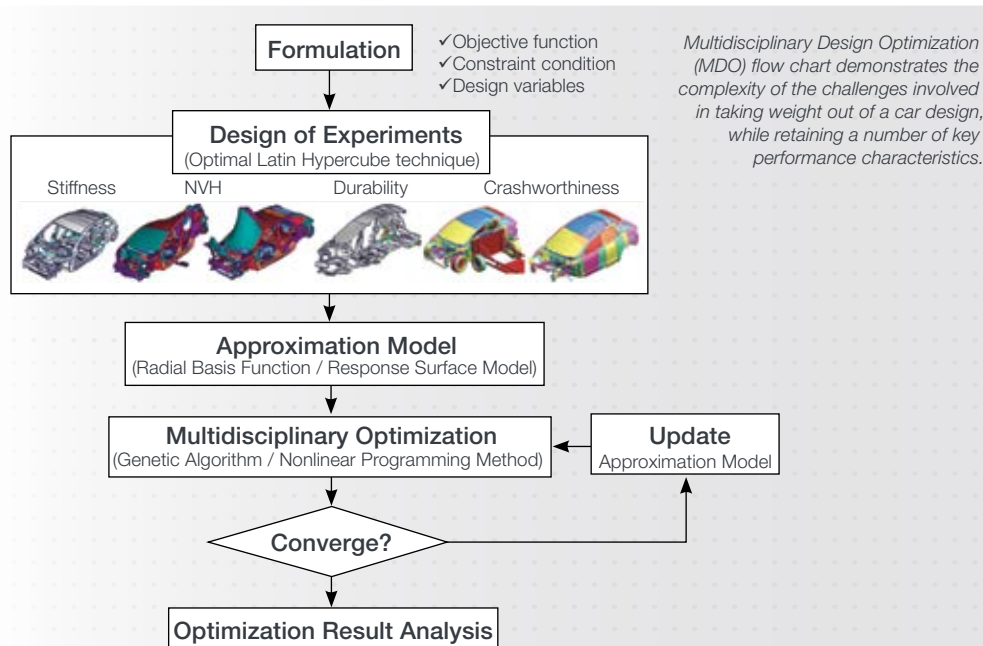 Formulation
✓Objective function
✓Constraint condition
✓Design variables
Multidisciplinary Design Optimization
(MDO) flow chart demonstrates the
complexity of the challenges involved
in taking weight out of a car design,
while retaining a number of key
performance characteristics.
Design of Experiments
(Optimal Latin Hypercube technique)
Stiffness NVH Durability Crashworthiness
Approximation Model
(Radial Basis Function / Response Surface Model)
Multidisciplinary Optimization
(Genetic Algorithm / Nonlinear Programming Method)
Update
Approximation Model
Converge?
Optimization Result Analysis